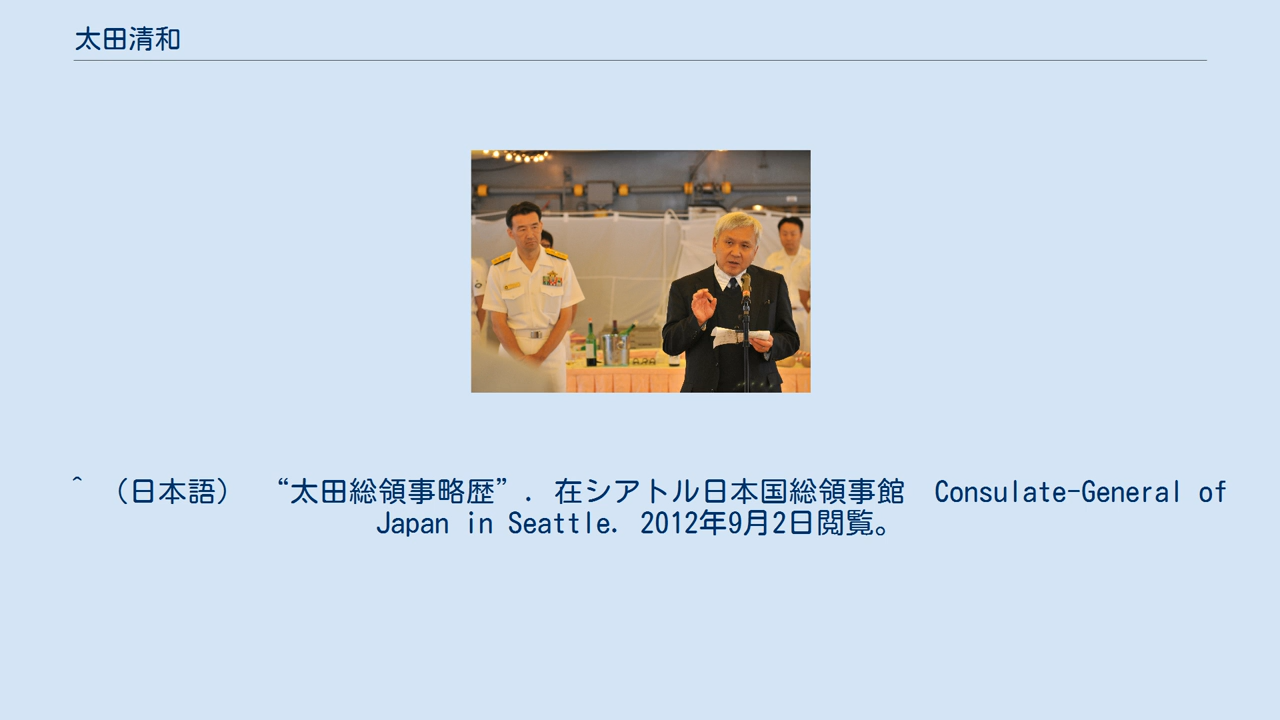 太田清和
^ （日本語） “太田総領事略歴”. 在シアトル日本国総領事館 Consulate-General of
Japan in Seattle. 2012年9月2日閲覧。